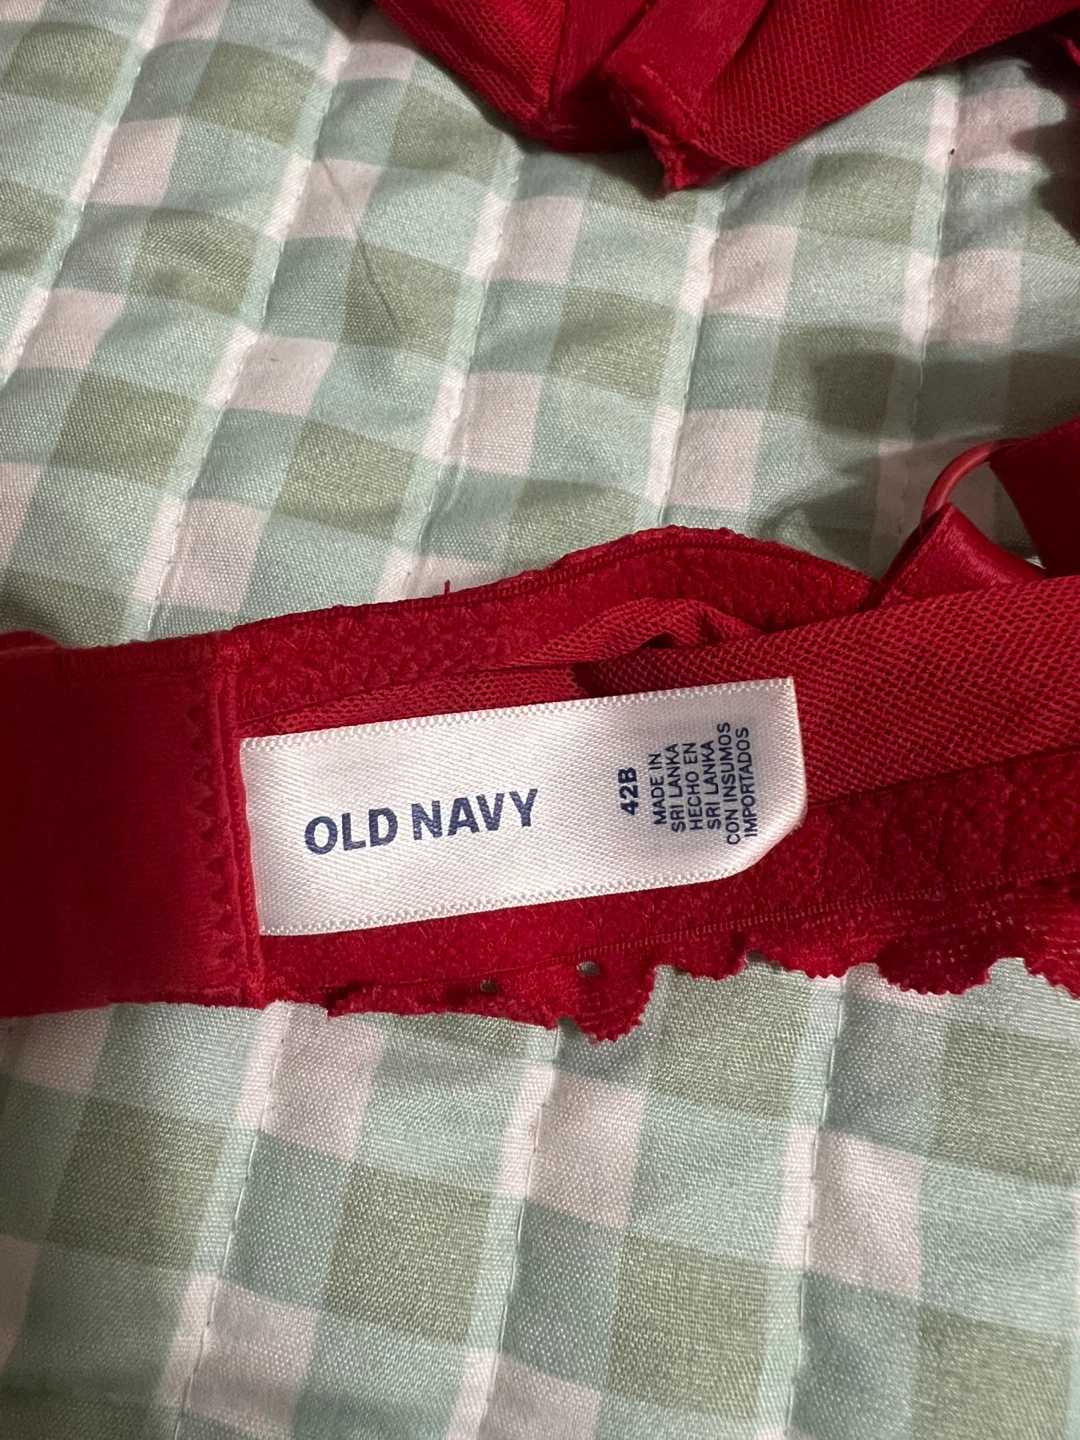 OLD NAVY
42B
MADE IN
SRI LANKA
HECHO EN
SRI LANKA
CON INSUMOS
IMPORTADOS